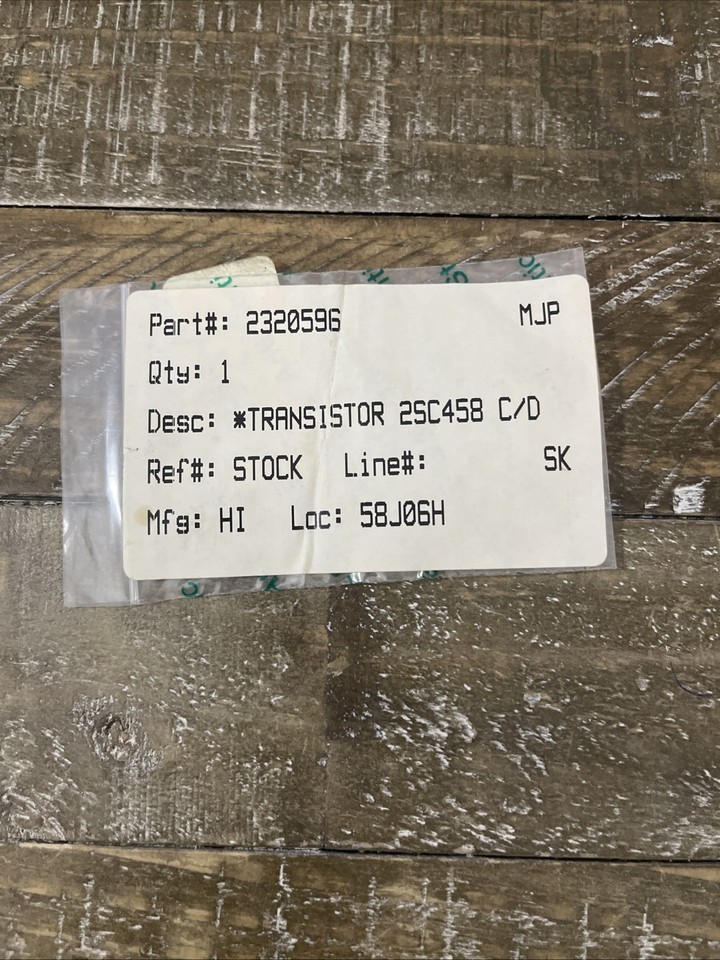 Part#: 2320596 MJP
Qty: 1
Desc: *TRANSISTOR 2SC458 C/D
Ref#: STOCK Line#: SK
Mfg: HI Loc: 58J06H